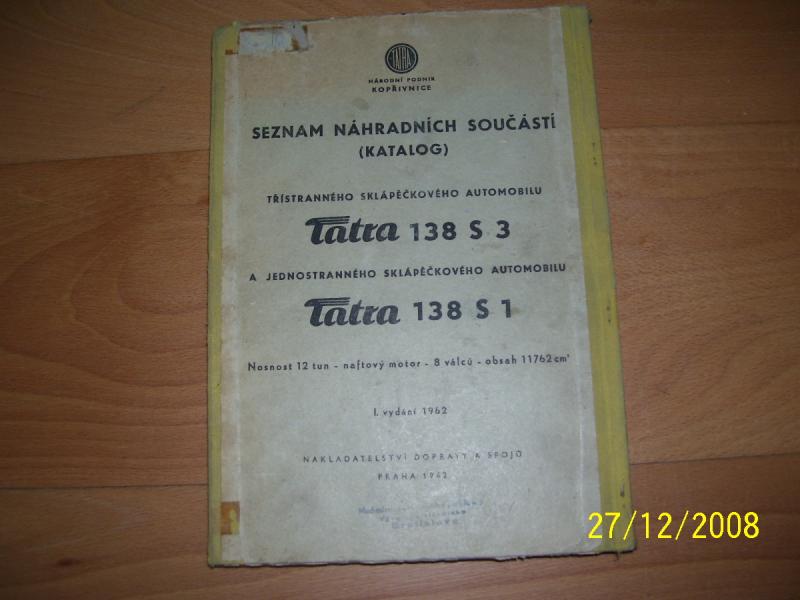 TATRA
NÁRODNÍ PODNIK
KOPŘIVNICE
SEZNAM NÁHRADNÍCH SOUČÁSTÍ
(KATALOG)
TŘÍSTRANNÉHO SKLÁPĚČKOVÉHO AUTOMOBILU
Tatra 138 S 3
A JEDNOSTRANNÉHO SKLÁPĚČKOVÉHO AUTOMOBILU
Tatra 138 S 1
Nosnost 12 tun - naftový motor - 8 válců - obsah 11762 cm³
I. vydání 1962
NAKLADATELSTVÍ DOPRAVY A SPOJŮ
PRAHA 1962
Bratislava
27/12/2008